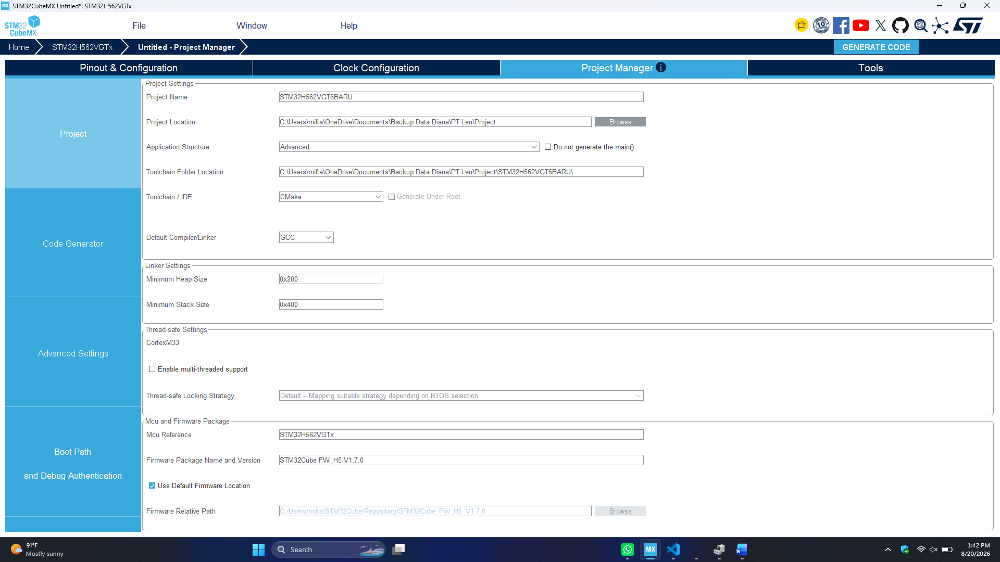 MX STM32CubeMX Untitled*: STM32H562VGTx
STM32
CubeMX
File Window Help
10
Home STM32H562VGTx Untitled - Project Manager GENERATE CODE
Pinout & Configuration Clock Configuration Project Manager i Tools
Project
Code Generator
Advanced Settings
Boot Path
and Debug Authentication
Project Settings
Project Name STM32H562VGT6BARU
Project Location C:\Users\mifta\OneDrive\Documents\Backup Data Diana\PT Len\Project Browse
Application Structure Advanced Do not generate the main()
Toolchain Folder Location C:\Users\mifta\OneDrive\Documents\Backup Data Diana\PT Len\Project\STM32H562VGT6BARU\
Toolchain / IDE CMake Generate Under Root
Default Compiler/Linker GCC
Linker Settings
Minimum Heap Size 0x200
Minimum Stack Size 0x400
Thread-safe Settings
CortexM33
Enable multi-threaded support
Thread-safe Locking Strategy Default – Mapping suitable strategy depending on RTOS selection.
Mcu and Firmware Package
Mcu Reference STM32H562VGTx
Firmware Package Name and Version STM32Cube FW_H5 V1.7.0
Use Default Firmware Location
Firmware Relative Path C:/Users/mifta/STM32Cube/Repository/STM32Cube_FW_H5_V1.7.0 Browse
91°F
Mostly sunny
Search
MX
W
1:42 PM
8/20/2026